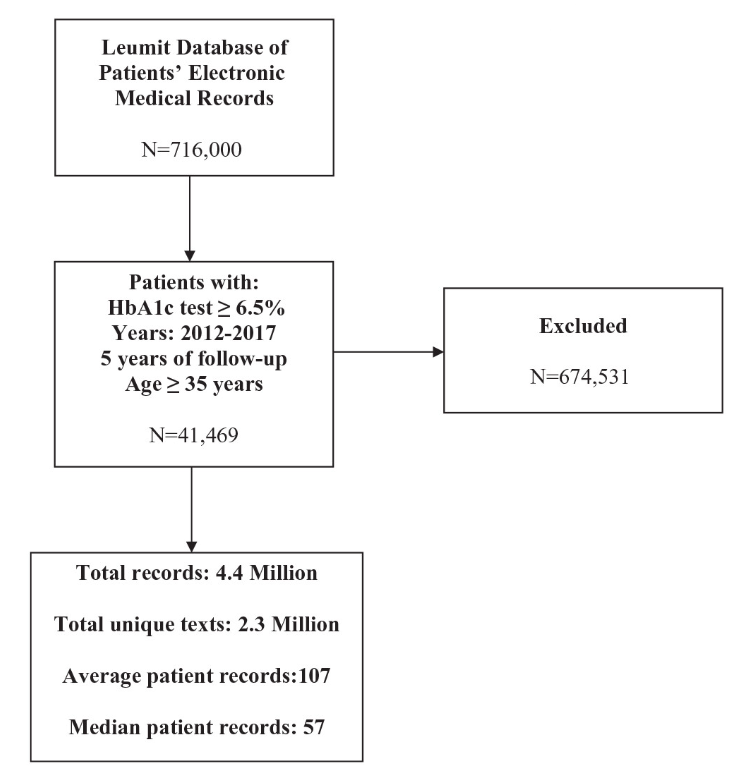 Leumit Database of
Patients’ Electronic
Medical Records
N=716,000
Patients with:
HbA1c test ≥ 6.5%
Years: 2012-2017
5 years of follow-up
Age ≥ 35 years
N=41,469
Excluded
N=674,531
Total records: 4.4 Million
Total unique texts: 2.3 Million
Average patient records:107
Median patient records: 57